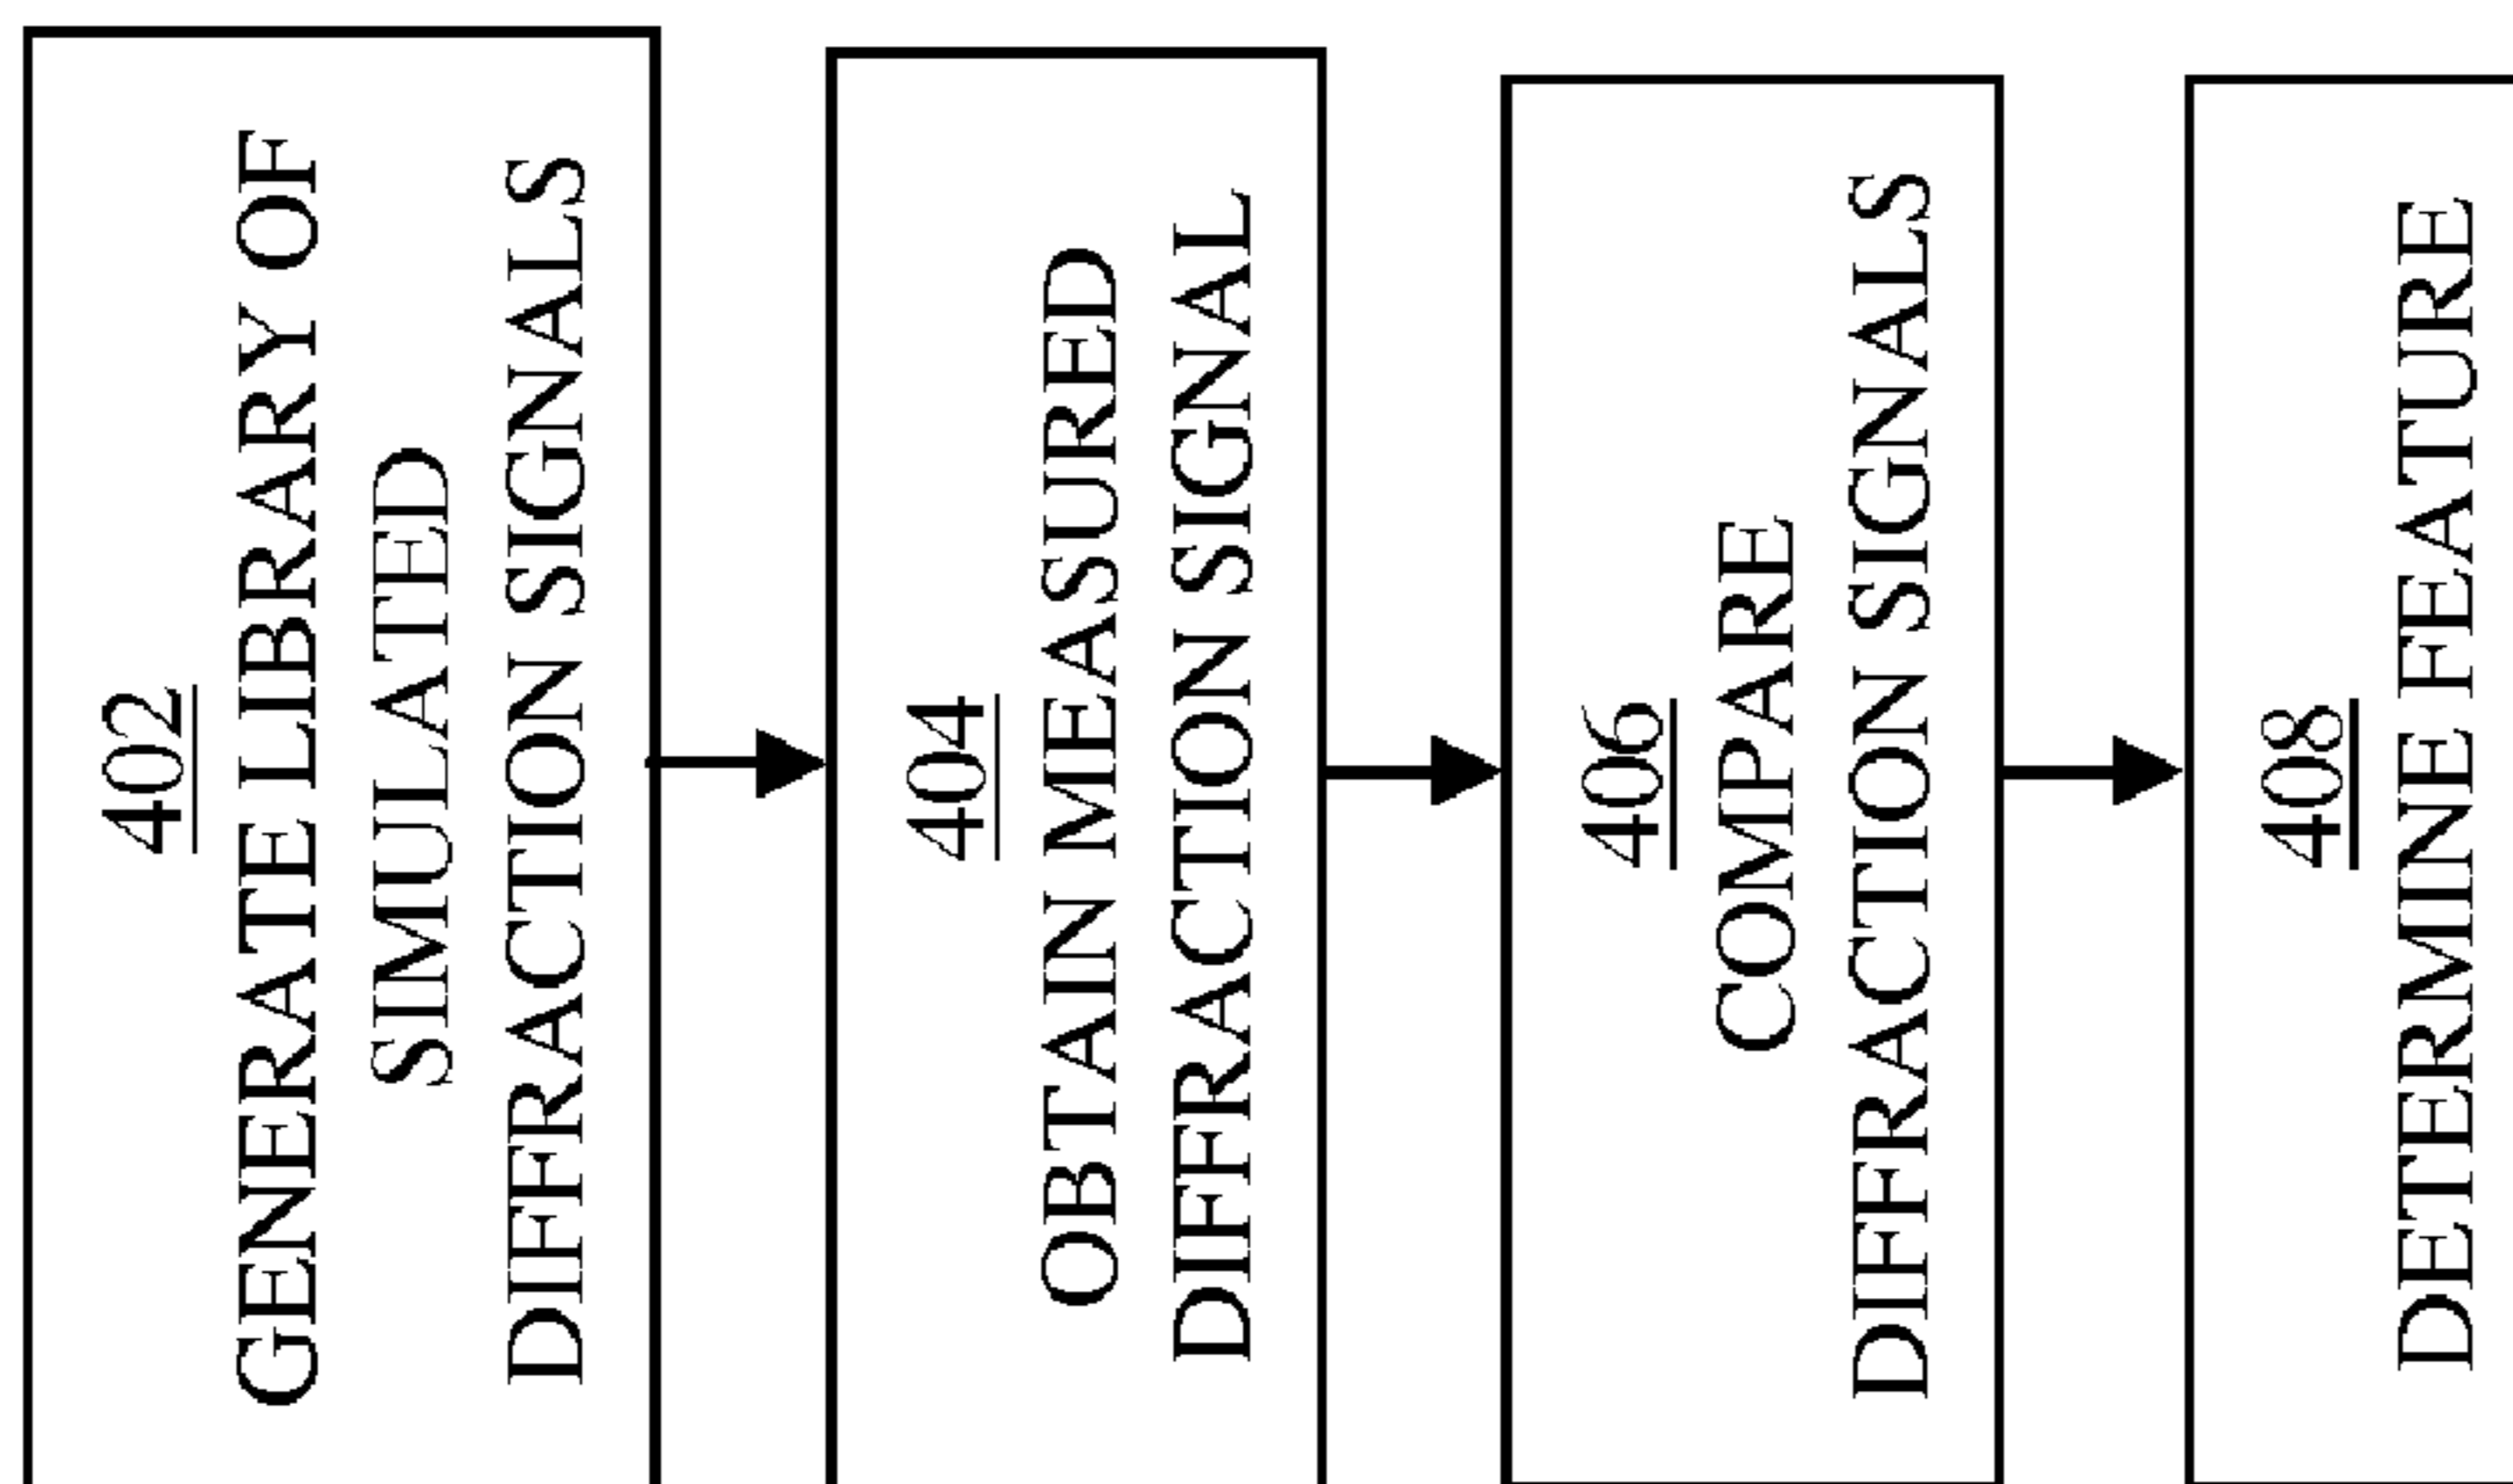 402
GENERATE LIBRARY OF
SIMULATED
DIFFRACTION SIGNALS
404
OBTAIN MEASURED
DIFFRACTION SIGNAL
406
COMPARE
DIFFRACTION SIGNALS
408
DETERMINE FEATURE